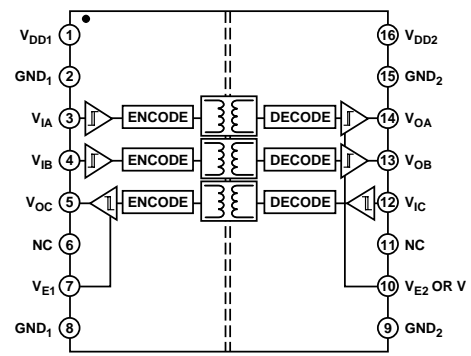 VDD1 1 16 VDD2
GND1 2 15 GND2
VIA 3 ENCODE DECODE 14 VOA
VIB 4 ENCODE DECODE 13 VOB
VOC 5 ENCODE DECODE 12 VIC
NC 6 11 NC
VE1 7 10 VE2 OR V
GND1 8 9 GND2